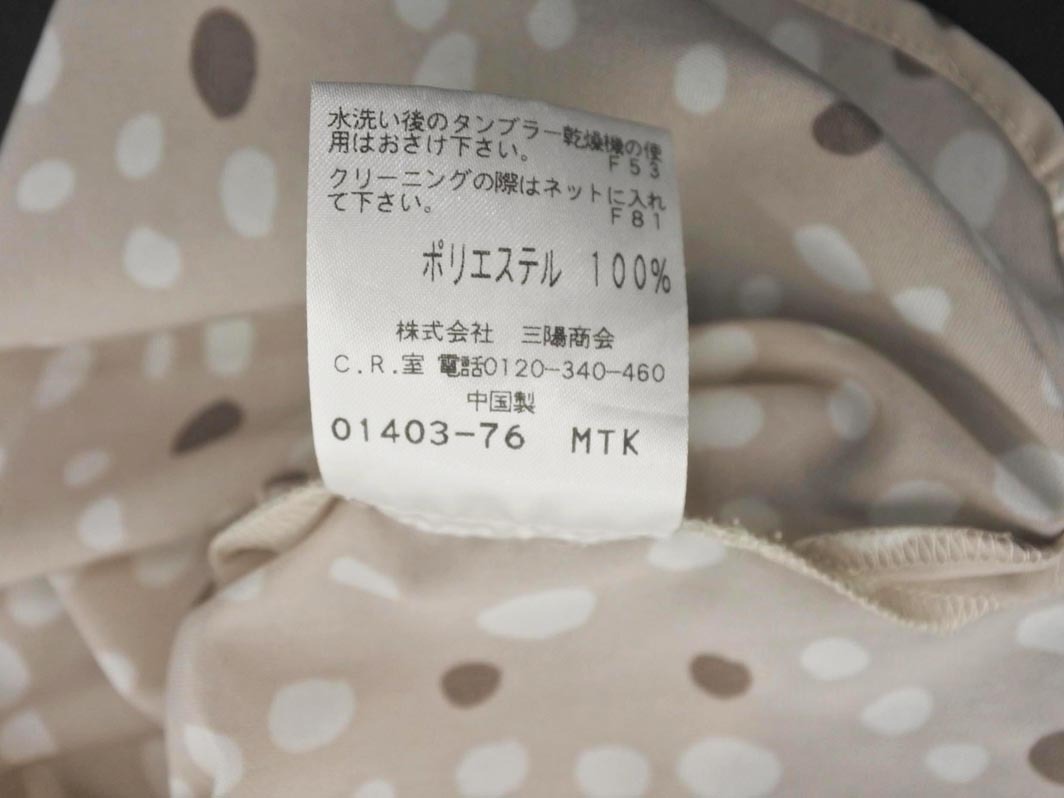 水洗い後のタンブラー乾燥機の使
用はおさけ下さい。 F53
クリーニングの際はネットに入れ
て下さい。 F81
ポリエステル 100%
株式会社 三陽商会
C.R.室 電話0120-340-460
中国製
01403-76 MTK